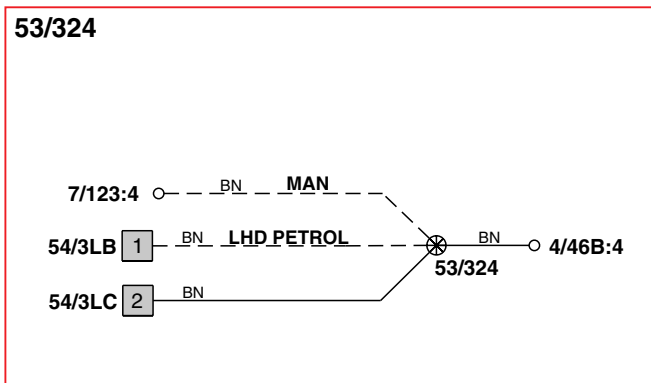 53/324
7/123:4 BN MAN
54/3LB 1 BN LHD PETROL BN 4/46B:4
53/324
54/3LC 2 BN